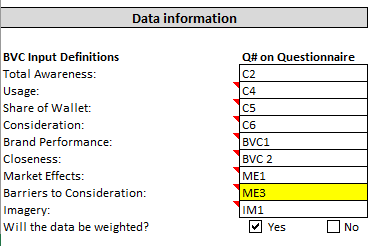 Data information
BVC Input Definitions Q# on Questionnaire
Total Awareness: C2
Usage: C4
Share of Wallet: C5
Consideration: C6
Brand Performance: BVC1
Closeness: BVC 2
Market Effects: ME1
Barriers to Consideration: ME3
Imagery: IM1
Will the data be weighted? Yes No